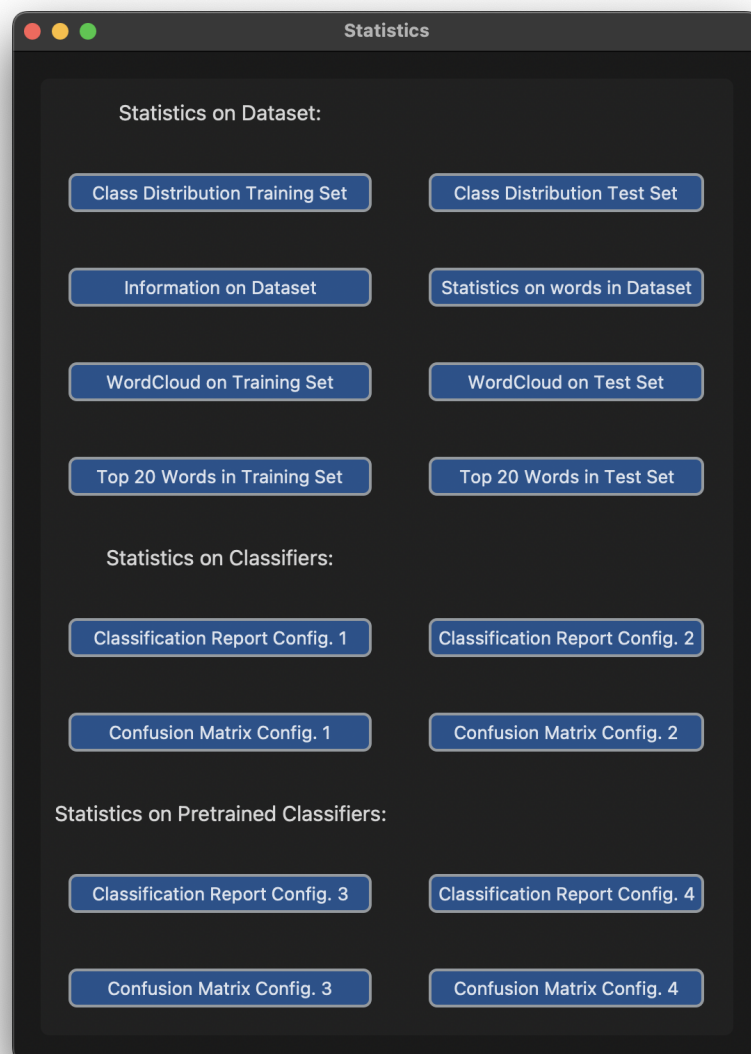 Statistics
Statistics on Dataset:
Class Distribution Training Set
Class Distribution Test Set
Information on Dataset
Statistics on words in Dataset
WordCloud on Training Set
WordCloud on Test Set
Top 20 Words in Training Set
Top 20 Words in Test Set
Statistics on Classifiers:
Classification Report Config. 1
Classification Report Config. 2
Confusion Matrix Config. 1
Confusion Matrix Config. 2
Statistics on Pretrained Classifiers:
Classification Report Config. 3
Classification Report Config. 4
Confusion Matrix Config. 3
Confusion Matrix Config. 4